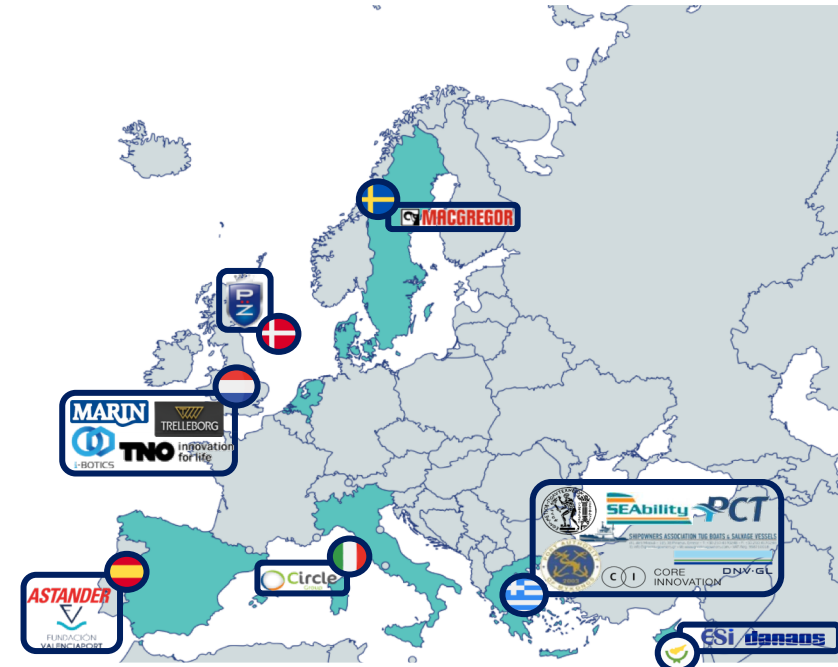 MACGREGOR
P&Z
MARIN
TRELLEBORG
i-BOTICS
TNO innovation
for life
SEAbility
PCT
SHIPOWNERS ASSOCIATION TUG BOATS & SALVAGE VESSELS
DNV·GL
CI CORE
INNOVATION
Circle
ASTANDER
FUNDACIÓN
VALENCIAPORT
ESi danaos